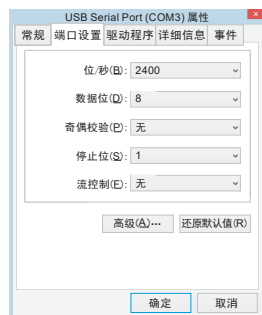 USB Serial Port (COM3) 属性
常规 端口设置 驱动程序 详细信息 事件
位/秒(B): 2400
数据位(D): 8
奇偶校验(P): 无
停止位(S): 1
流控制(E): 无
高级(A)... 还原默认值(R)
确定 取消